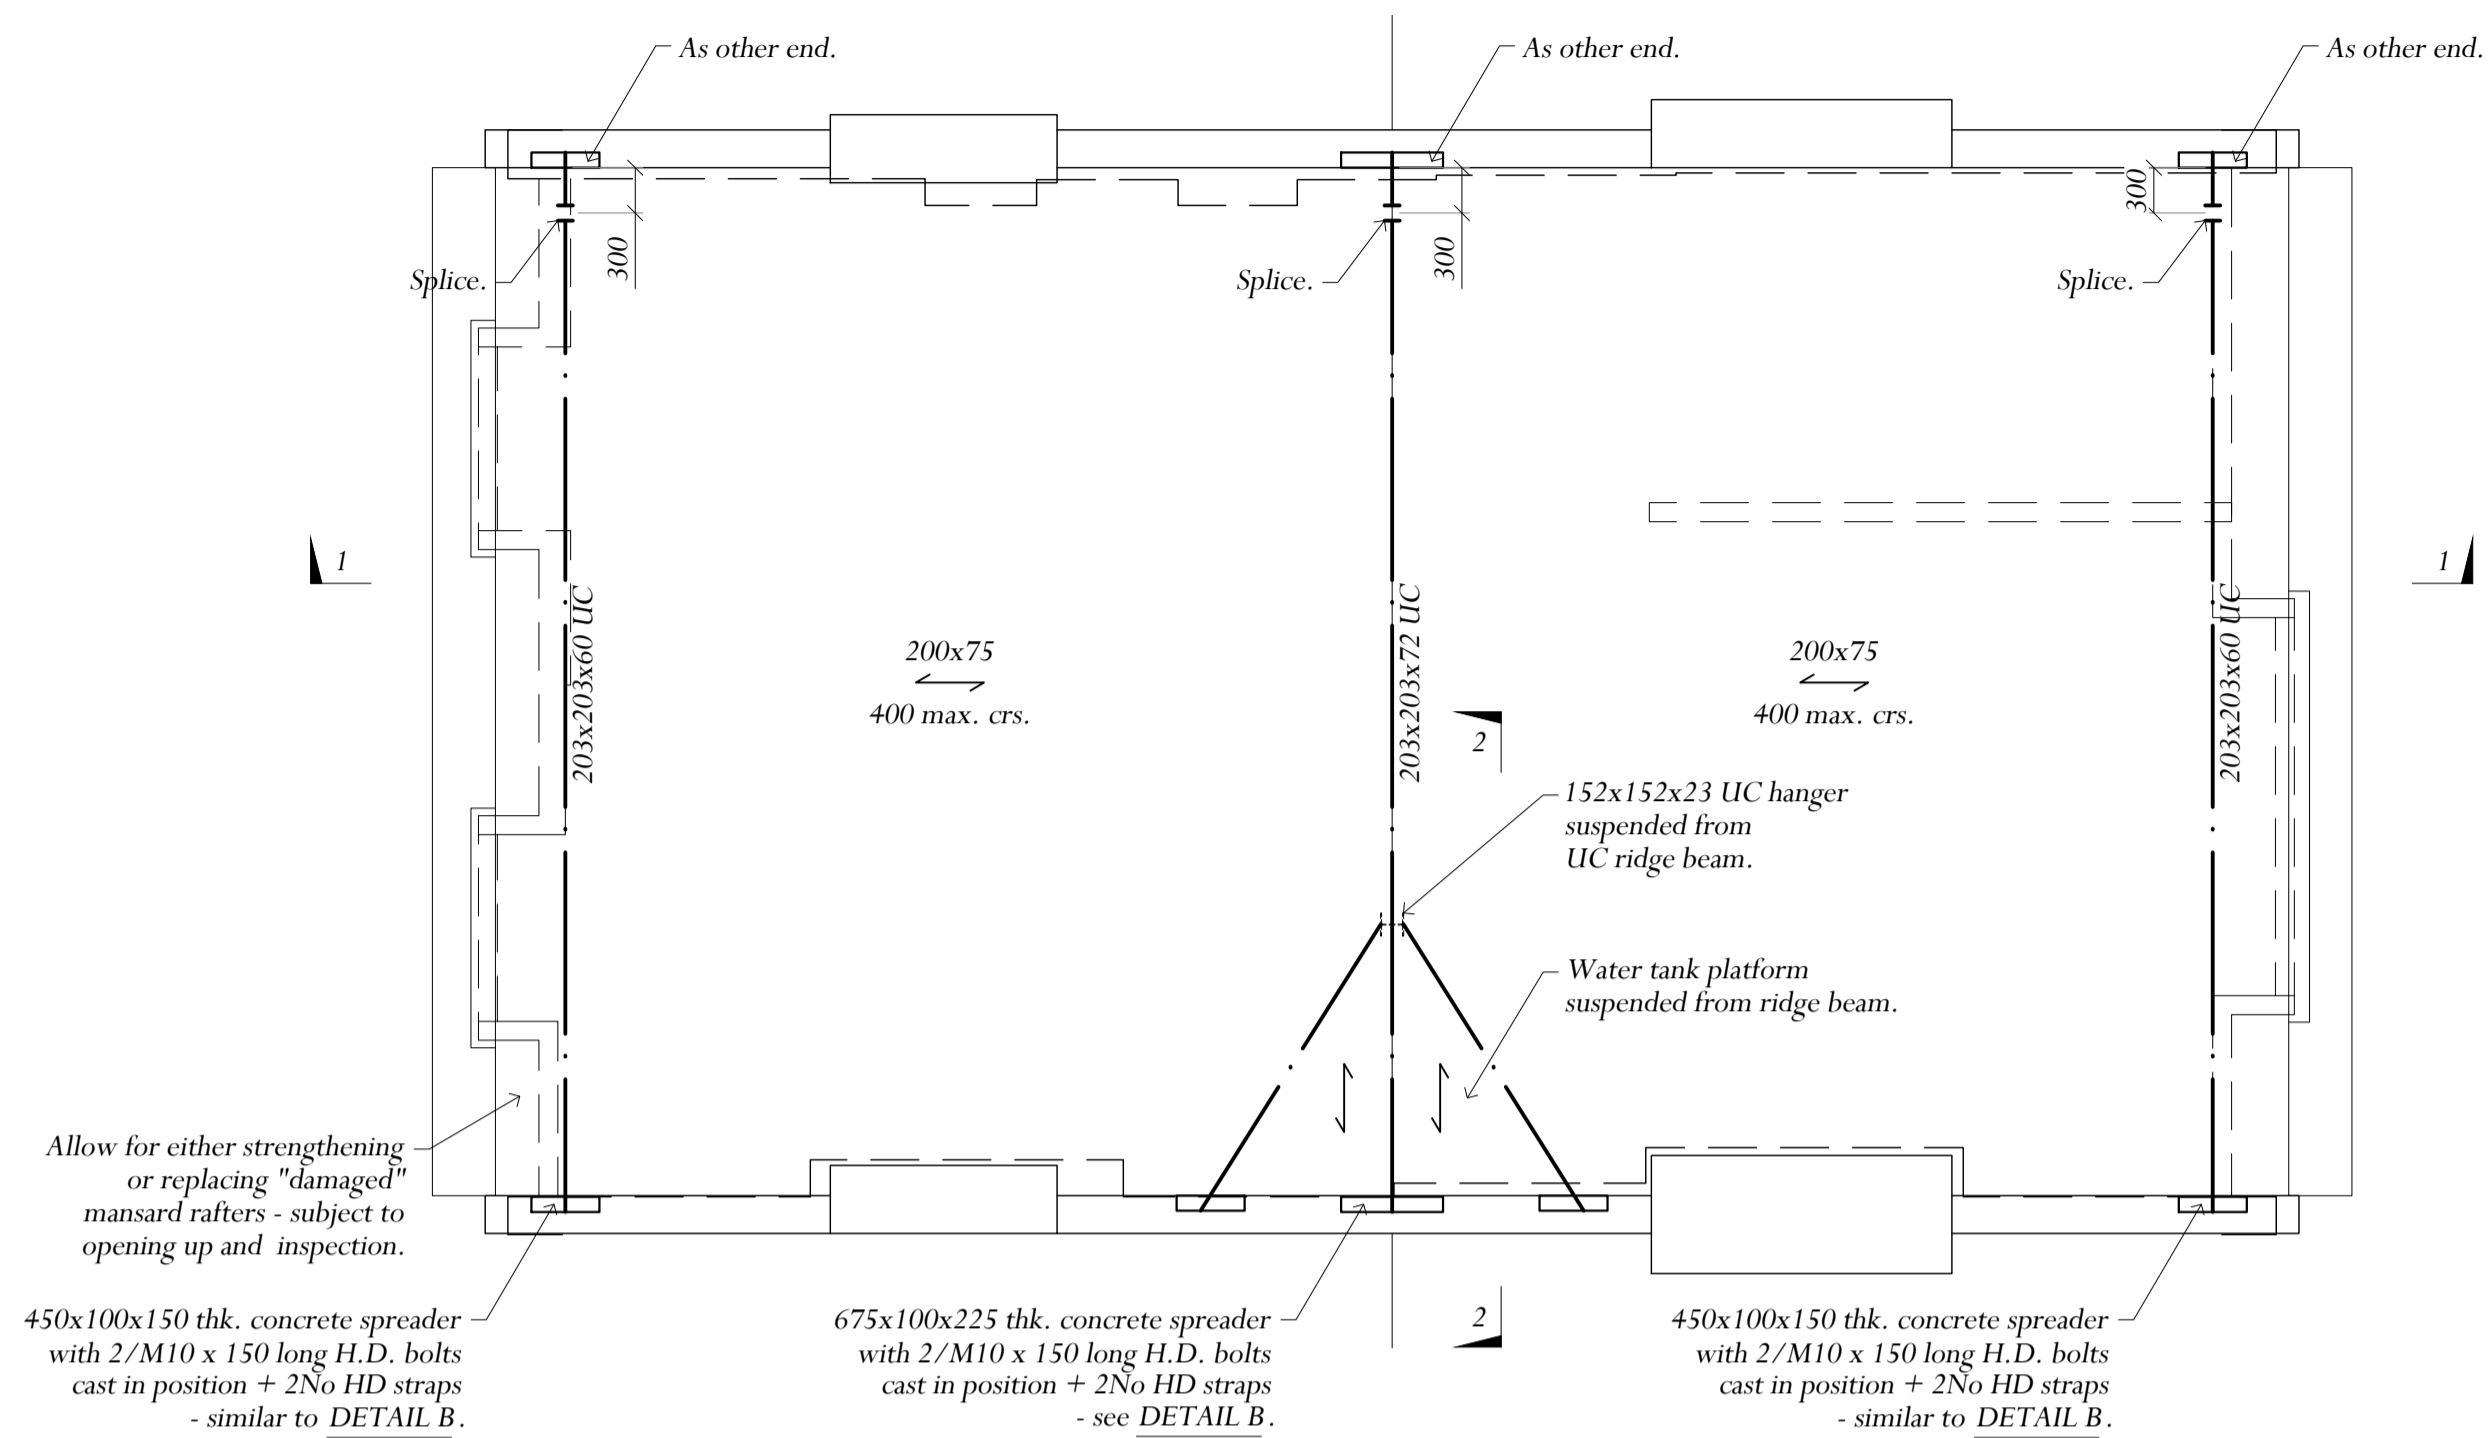 As other end.
As other end.
As other end.
300
300
300
Splice.
Splice.
Splice.
1
1
203x203x60 UC
203x203x72 UC
203x203x60 UC
200x75
400 max. crs.
200x75
400 max. crs.
2
152x152x23 UC hanger
suspended from
UC ridge beam.
Water tank platform
suspended from ridge beam.
Allow for either strengthening
or replacing "damaged"
mansard rafters - subject to
opening up and inspection.
450x100x150 thk. concrete spreader
with 2/M10 x 150 long H.D. bolts
cast in position + 2No HD straps
- similar to DETAIL B.
675x100x225 thk. concrete spreader
with 2/M10 x 150 long H.D. bolts
cast in position + 2No HD straps
- see DETAIL B.
2
450x100x150 thk. concrete spreader
with 2/M10 x 150 long H.D. bolts
cast in position + 2No HD straps
- similar to DETAIL B.